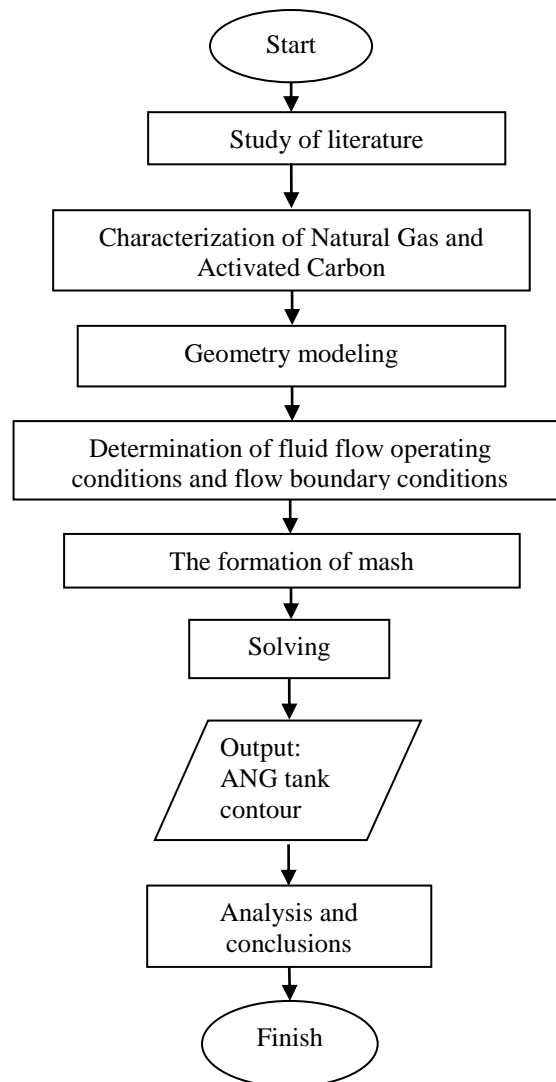 Start
Study of literature
Characterization of Natural Gas and
Activated Carbon
Geometry modeling
Determination of fluid flow operating
conditions and flow boundary conditions
The formation of mash
Solving
Output:
ANG tank
contour
Analysis and
conclusions
Finish